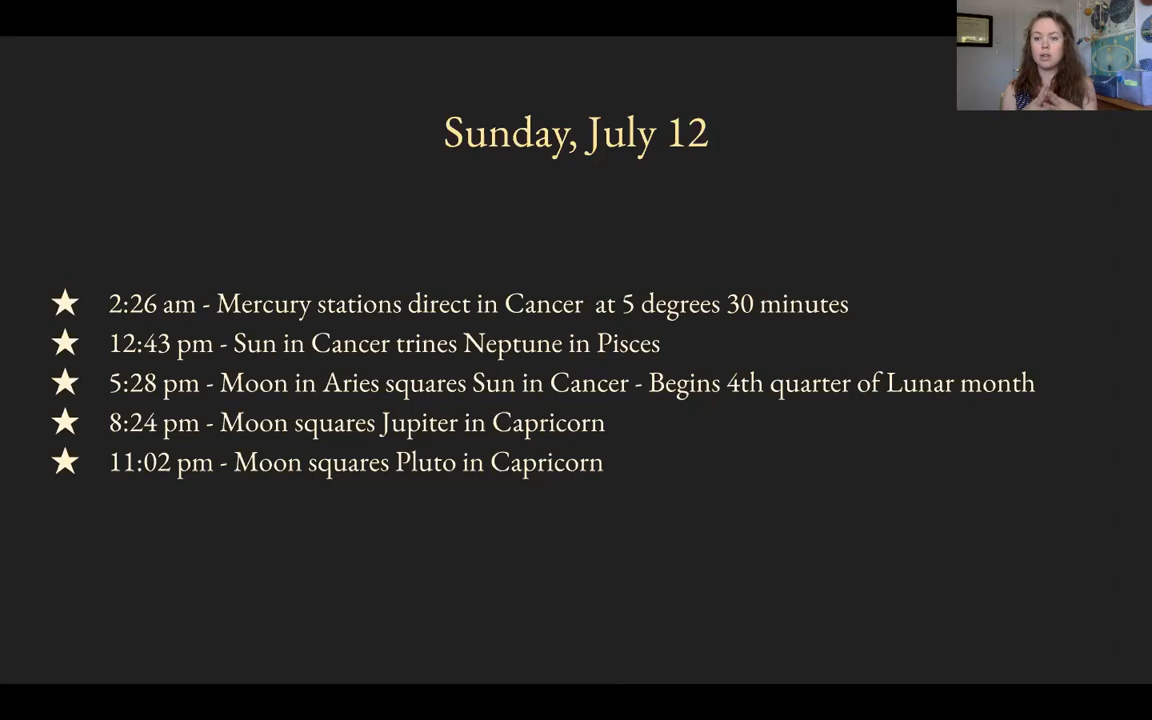 Sunday, July 12
★ 2:26 am - Mercury stations direct in Cancer at 5 degrees 30 minutes
★ 12:43 pm - Sun in Cancer trines Neptune in Pisces
★ 5:28 pm - Moon in Aries squares Sun in Cancer - Begins 4th quarter of Lunar month
★ 8:24 pm - Moon squares Jupiter in Capricorn
★ 11:02 pm - Moon squares Pluto in Capricorn